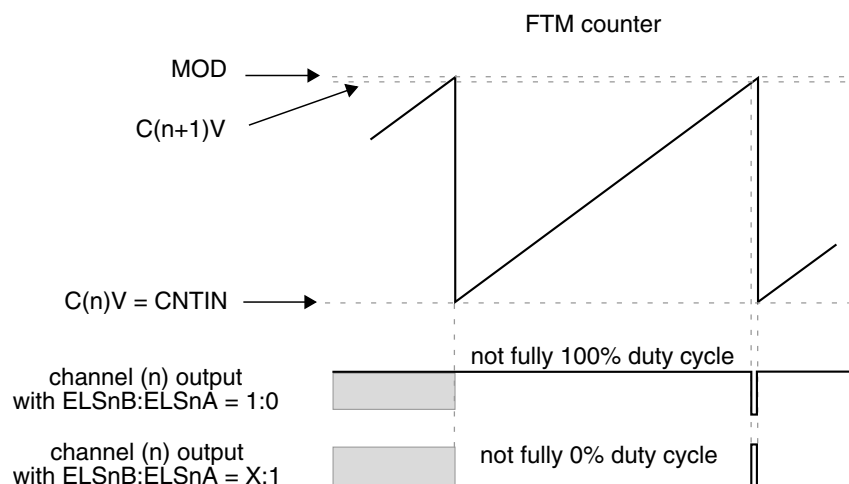 FTM counter
MOD
C(n+1)V
C(n)V = CNTIN
not fully 100% duty cycle
channel (n) output
with ELSnB:ELSnA = 1:0
channel (n) output
with ELSnB:ELSnA = X:1
not fully 0% duty cycle